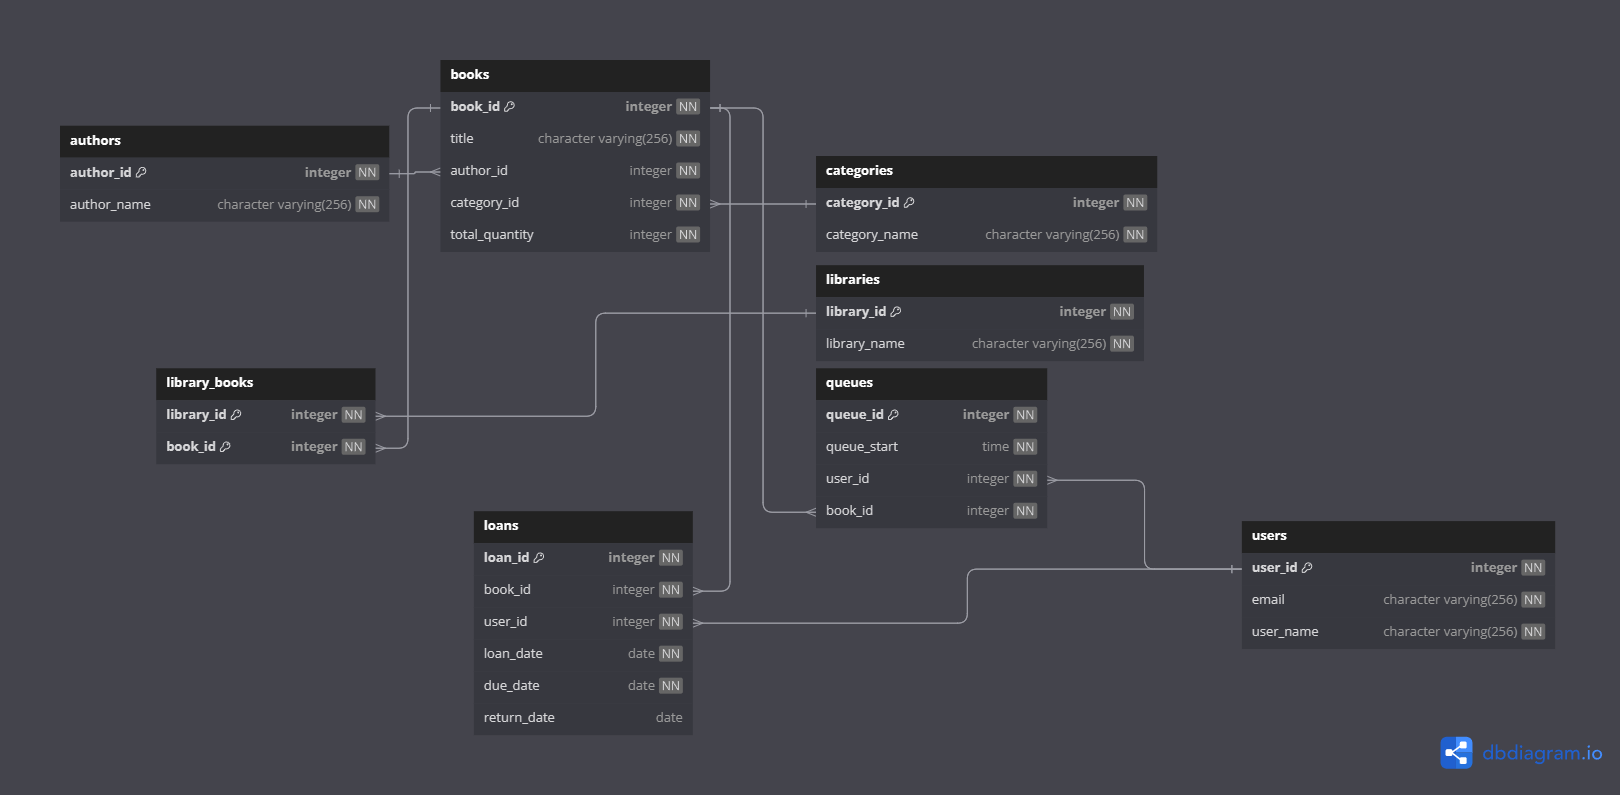 books
book_id integer NN
title character varying(256) NN
author_id integer NN
category_id integer NN
total_quantity integer NN
authors
author_id integer NN
author_name character varying(256) NN
categories
category_id integer NN
category_name character varying(256) NN
libraries
library_id integer NN
library_name character varying(256) NN
library_books
library_id integer NN
book_id integer NN
queues
queue_id integer NN
queue_start time NN
user_id integer NN
book_id integer NN
loans
loan_id integer NN
book_id integer NN
user_id integer NN
loan_date date NN
due_date date NN
return_date date
users
user_id integer NN
email character varying(256) NN
user_name character varying(256) NN
dbdiagram.io